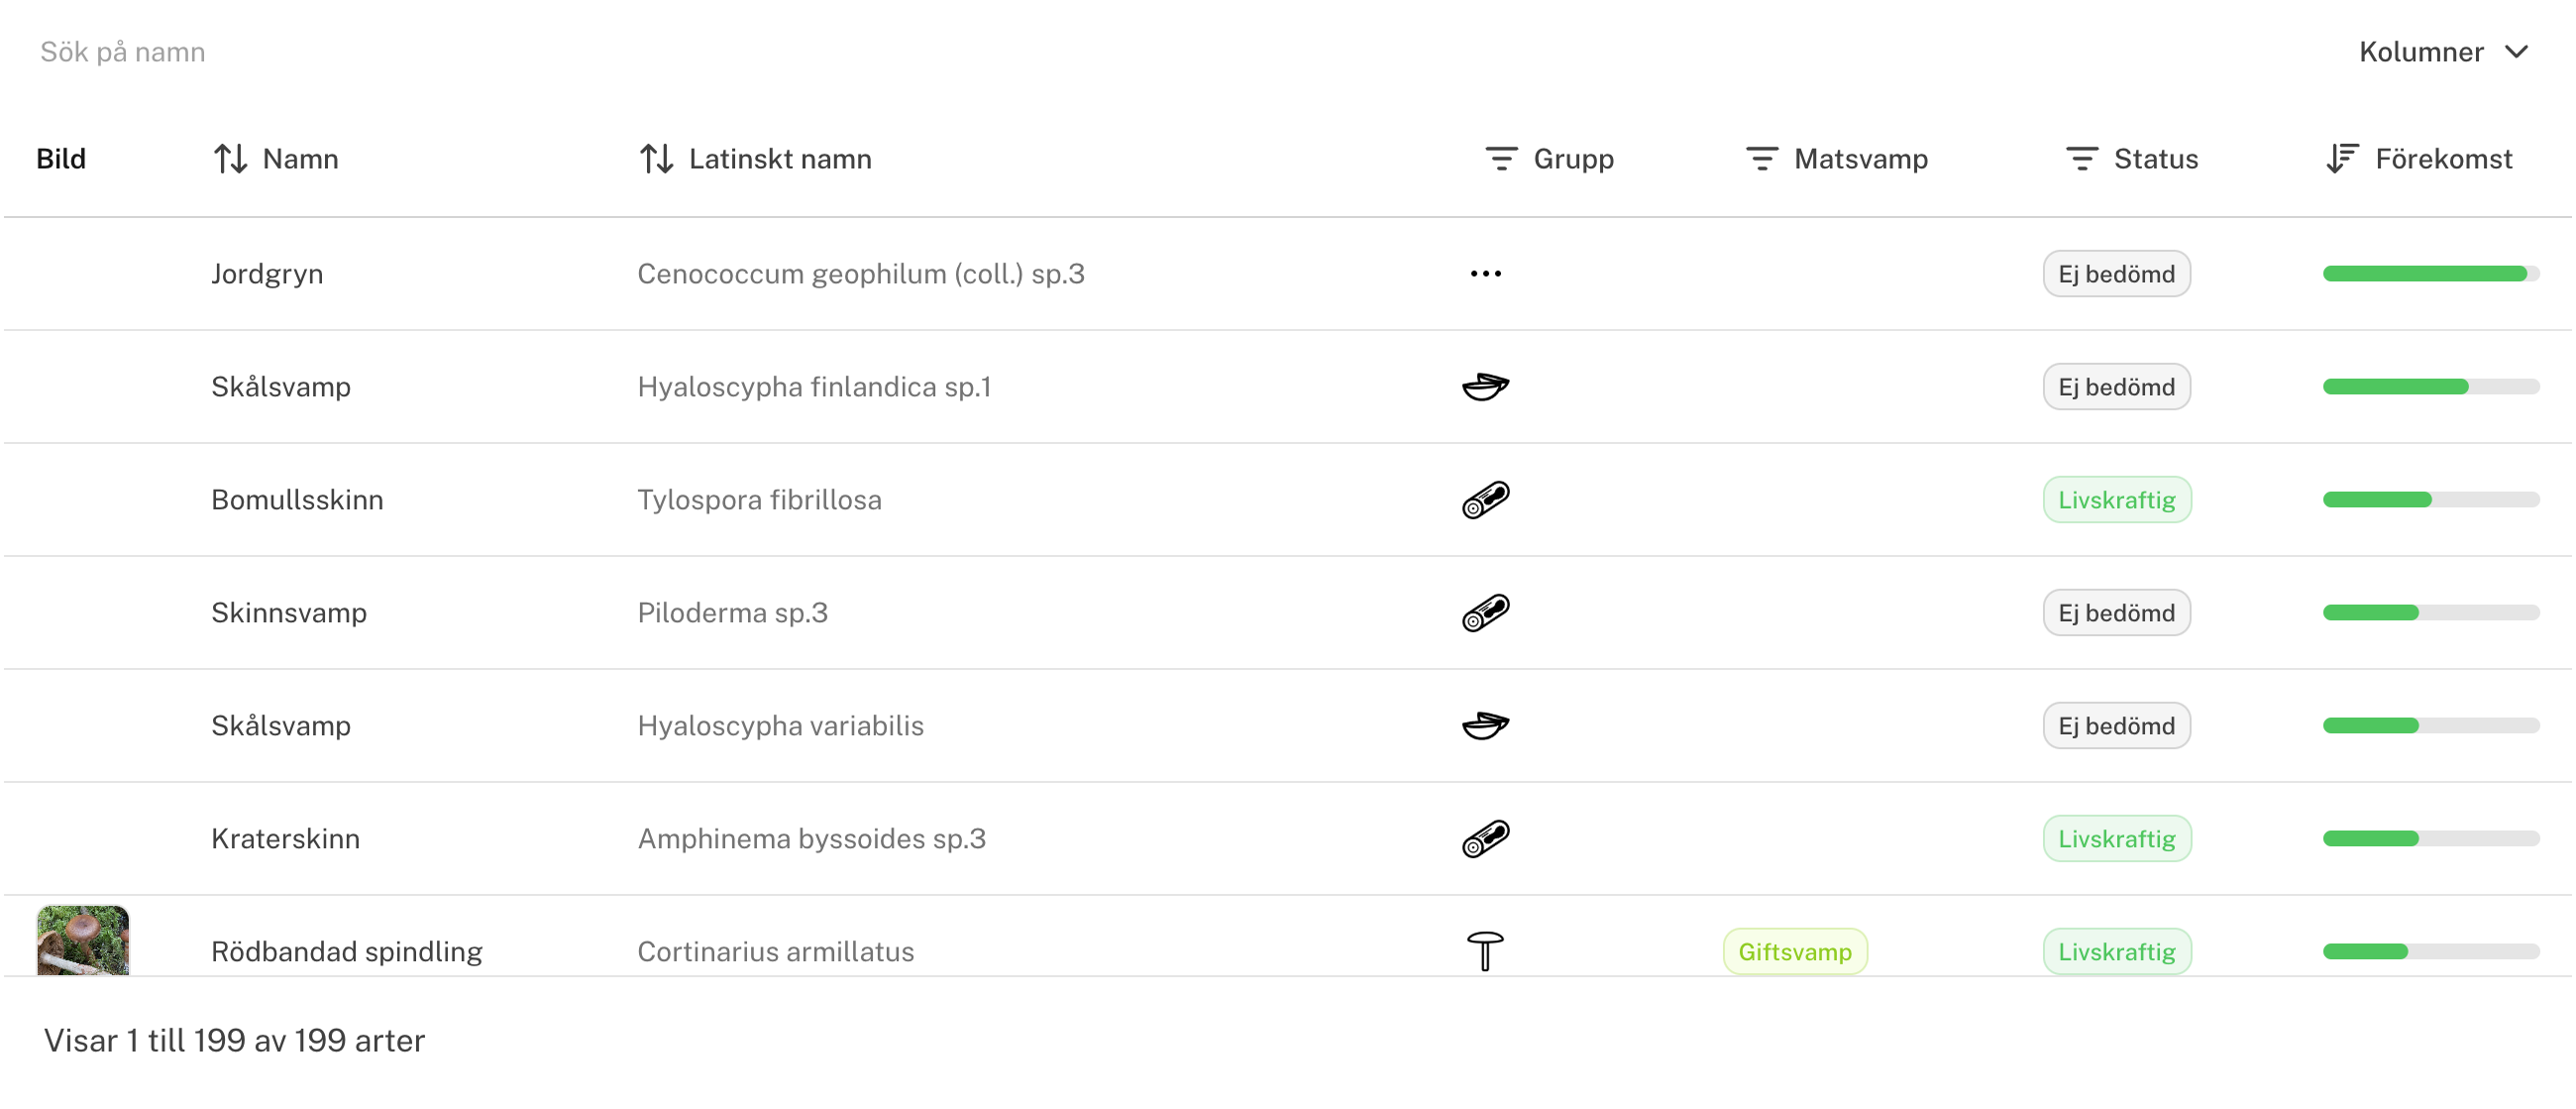 Sök på namn Kolumner
Bild Namn Latinskt namn Grupp Matsvamp Status Förekomst
Jordgryn Cenococcum geophilum (coll.) sp.3 Ej bedömd
Skålsvamp Hyaloscypha finlandica sp.1 Ej bedömd
Bomullsskinn Tylospora fibrillosa Livskraftig
Skinnsvamp Piloderma sp.3 Ej bedömd
Skålsvamp Hyaloscypha variabilis Ej bedömd
Kraterskinn Amphinema byssoides sp.3 Livskraftig
Rödbandad spindling Cortinarius armillatus Giftsvamp Livskraftig
Visar 1 till 199 av 199 arter